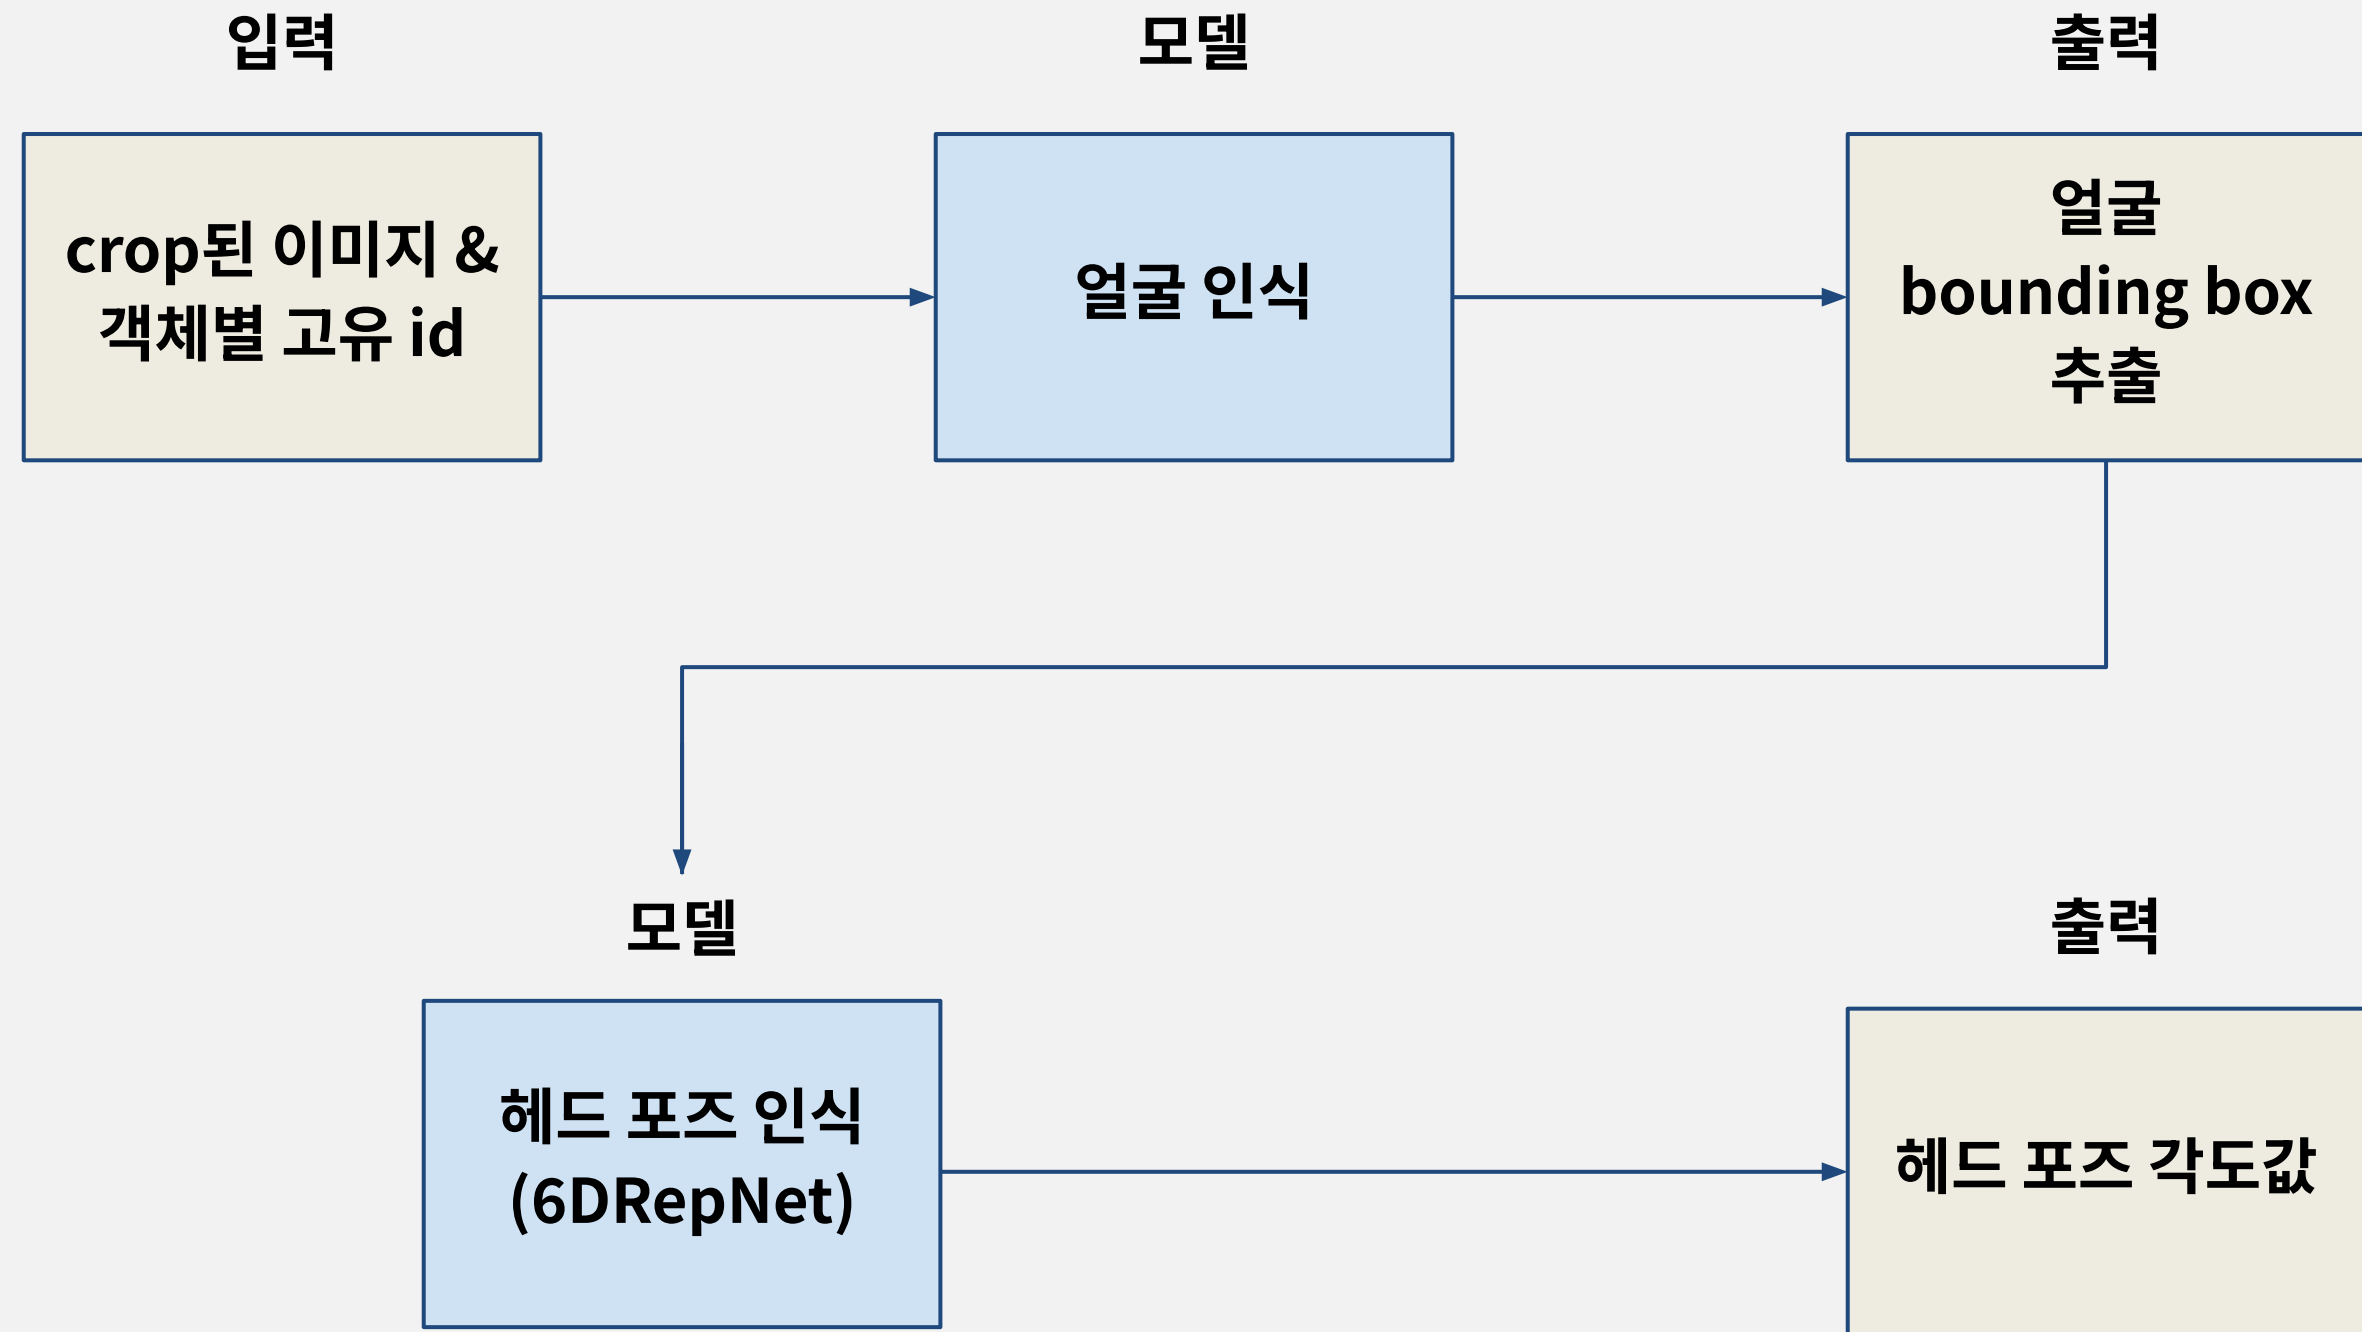 입력
모델
출력
crop된 이미지 &
객체별 고유 id
얼굴 인식
얼굴
bounding box
추출
모델
출력
헤드 포즈 인식
(6DRepNet)
헤드 포즈 각도값